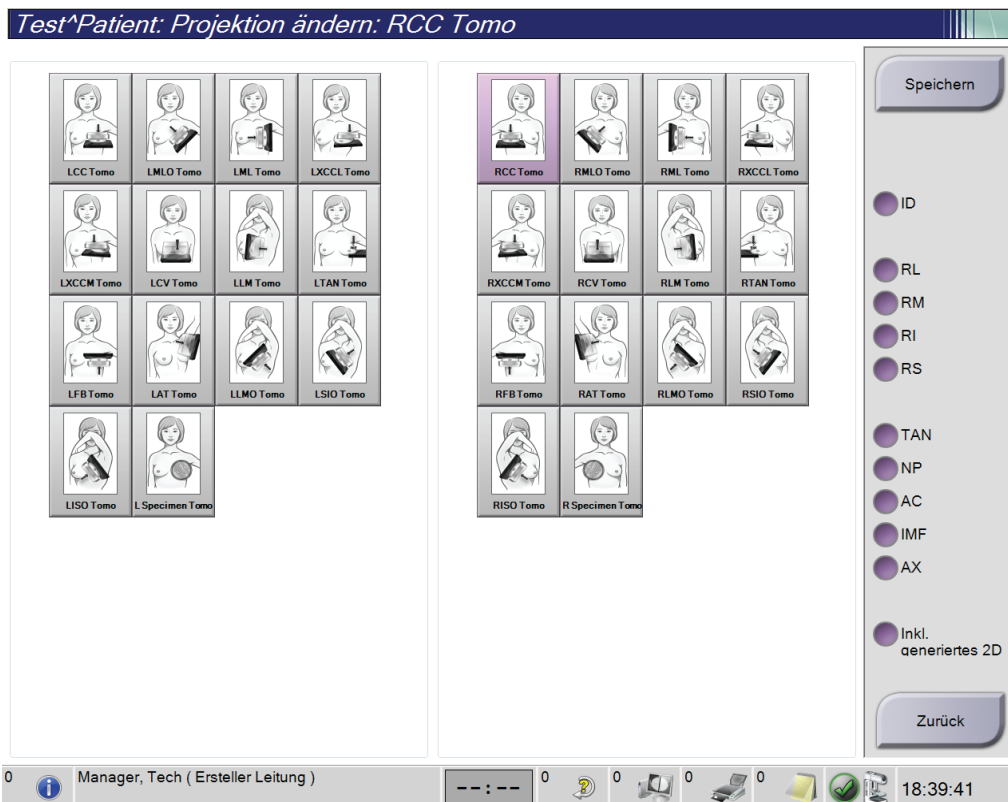 Test^Patient: Projektion ändern: RCC Tomo
LCC Tomo
LMLO Tomo
LML Tomo
LXCCL Tomo
LXCCM Tomo
LCV Tomo
LLM Tomo
LTAN Tomo
LFB Tomo
LAT Tomo
LLMO Tomo
LSIO Tomo
LISO Tomo
L Specimen Tomo
RCC Tomo
RMLO Tomo
RML Tomo
RXCCL Tomo
RXCCM Tomo
RCV Tomo
RLM Tomo
RTAN Tomo
RFB Tomo
RAT Tomo
RLMO Tomo
RSIO Tomo
RISO Tomo
R Specimen Tomo
Speichern
ID
RL
RM
RI
RS
TAN
NP
AC
IMF
AX
Inkl.
generiertes 2D
Zurück
0
Manager, Tech ( Ersteller Leitung )
--:--
0
0
0
0
18:39:41